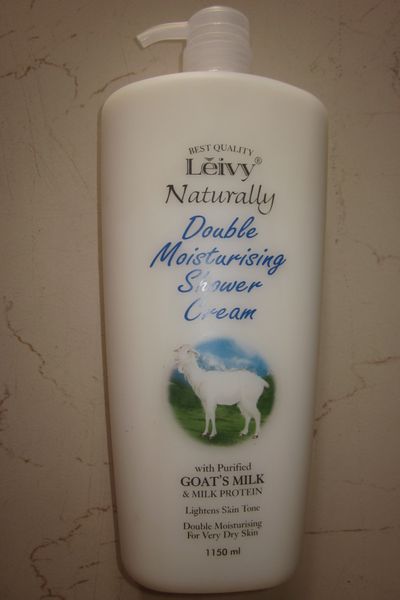 BEST QUALITY
Lěivy®
Naturally
Double
Moisturising
Shower
Cream
with Purified
GOAT'S MILK
& MILK PROTEIN
Lightens Skin Tone
Double Moisturising
For Very Dry Skin
1150 ml